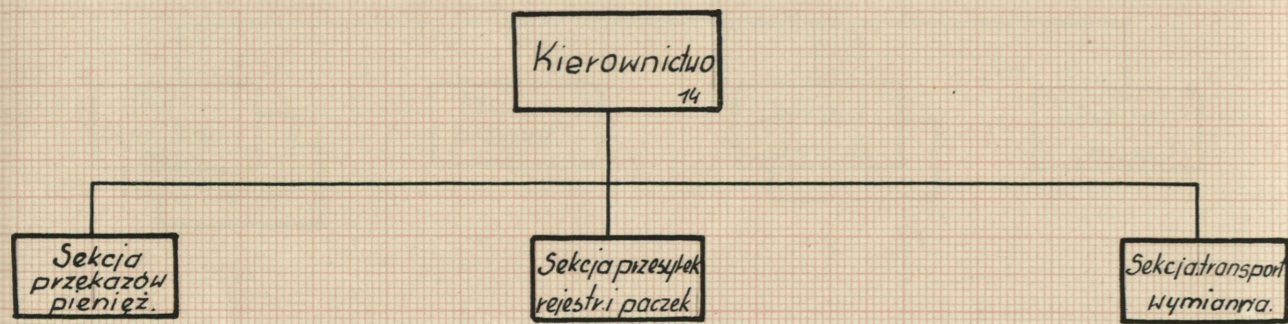 Kierownictwo
14
Sekcja
przekazów
pienięż.
Sekcja przesyłek
rejestr. i paczek
Sekcja transport
wymianna.